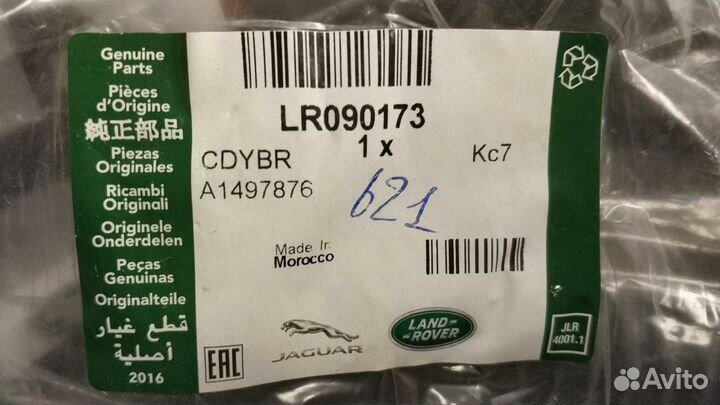 Genuine
Parts
Pièces
d'Origine
純正部品
Piezas
Originales
Ricambi
Originali
Originele
Onderdelen
Peças
Genuinas
Originalteile
قطع غيار
أصلية
2016
LR090173
1 x
CDYBR
Kc7
A1497876
621
Made In
Morocco
EAC
JAGUAR
LAND-
ROVER
JLR
4001.1
Avito